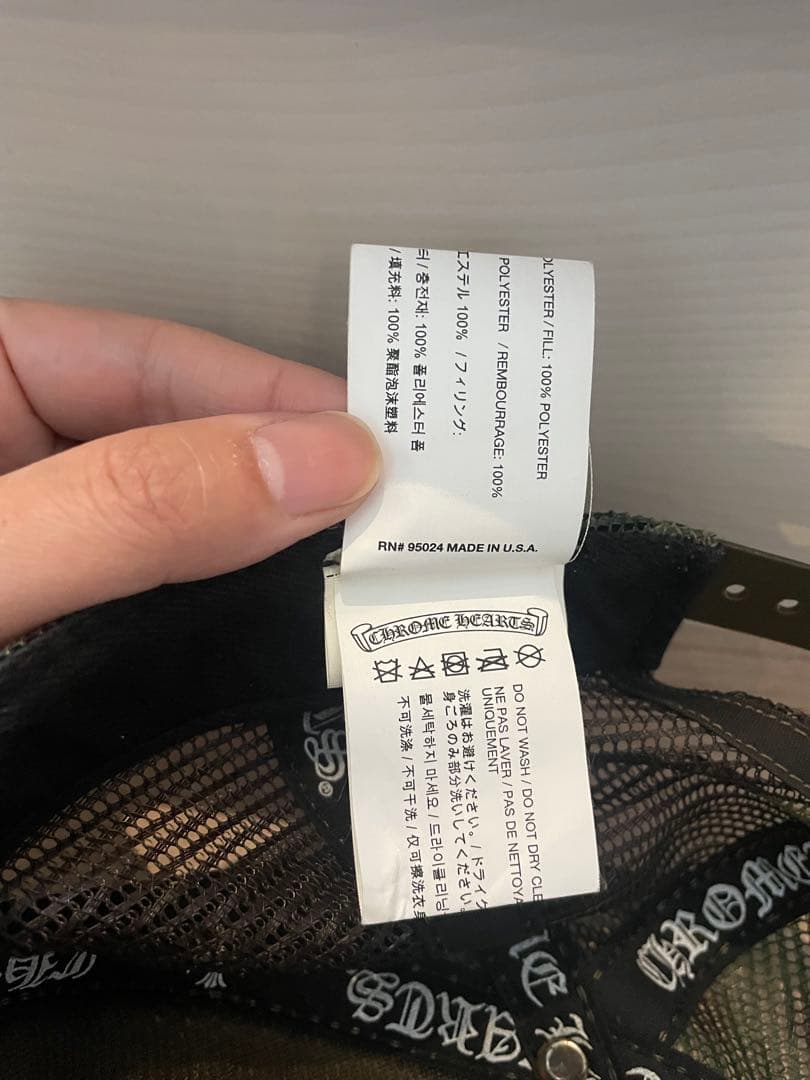 / FILL: 100% POLYESTER
POLYESTER / REMBOURRAGE: 100%
エステル 100% / フィリング:
터 / 충전재: 100% 폴리에스터 폼
/ 填充料: 100% 聚酯泡沫塑料
RN# 95024 MADE IN U.S.A.
CHROME HEARTS
DO NOT WASH / DO NOT DRY
NE PAS LAVER / PAS DE
UNIQUEMENT
洗濯はお避けください。/ ドライ
身ごろのみ部分洗いしてください。
물세탁하지 마세요 / 드라이클리닝
不可洗涤 / 不可干洗 / 仅可擦洗衣